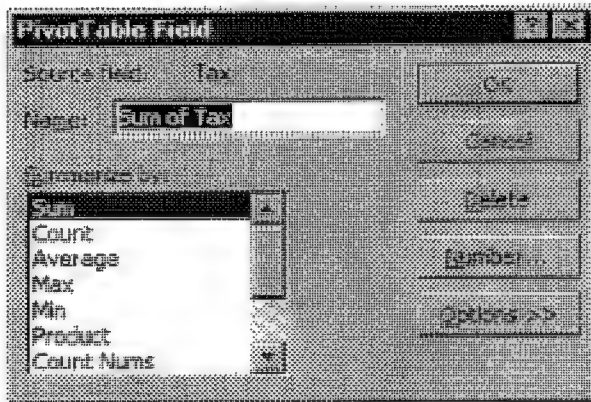 PivotTable Field
Source field: Tax
Name: Sum of Tax
Summarize by:
Sum
Count
Average
Max
Min
Product
Count Nums
OK
Cancel
Delete
Number...
Options >>